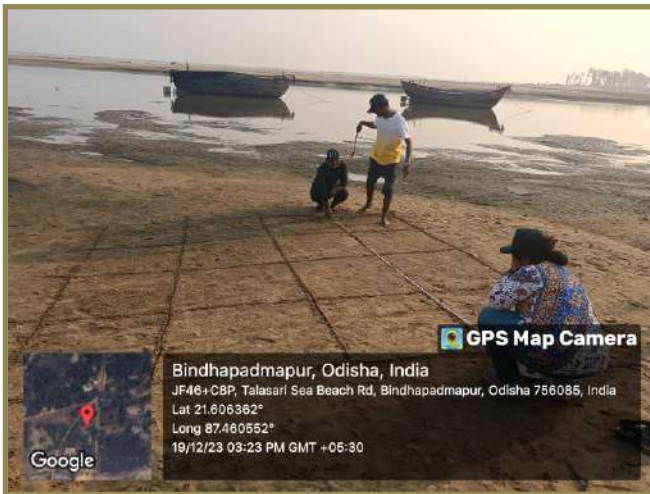 GPS Map Camera
Bindhapadmapur, Odisha, India
JF46+C8P, Talasari Sea Beach Rd, Bindhapadmapur, Odisha 756085, India
Lat 21.606362°
Long 87.460552°
19/12/23 03:23 PM GMT +05:30
Google